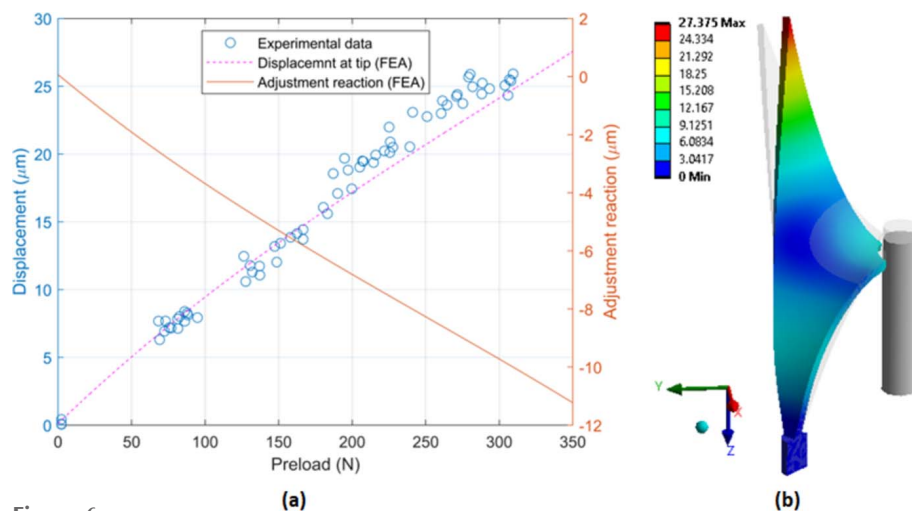 Experimental data
Displacemnt at tip (FEA)
Adjustment reaction (FEA)
30
25
20
15
10
5
0
Displacement (μm)
2
0
-2
-4
-6
-8
-10
-12
Adjustment reaction (μm)
0
50
100
150
200
250
300
350
Preload (N)
(a)
27.375 Max
24.334
21.292
18.25
15.208
12.167
9.1251
6.0834
3.0417
0 Min
Y
X
Z
(b)